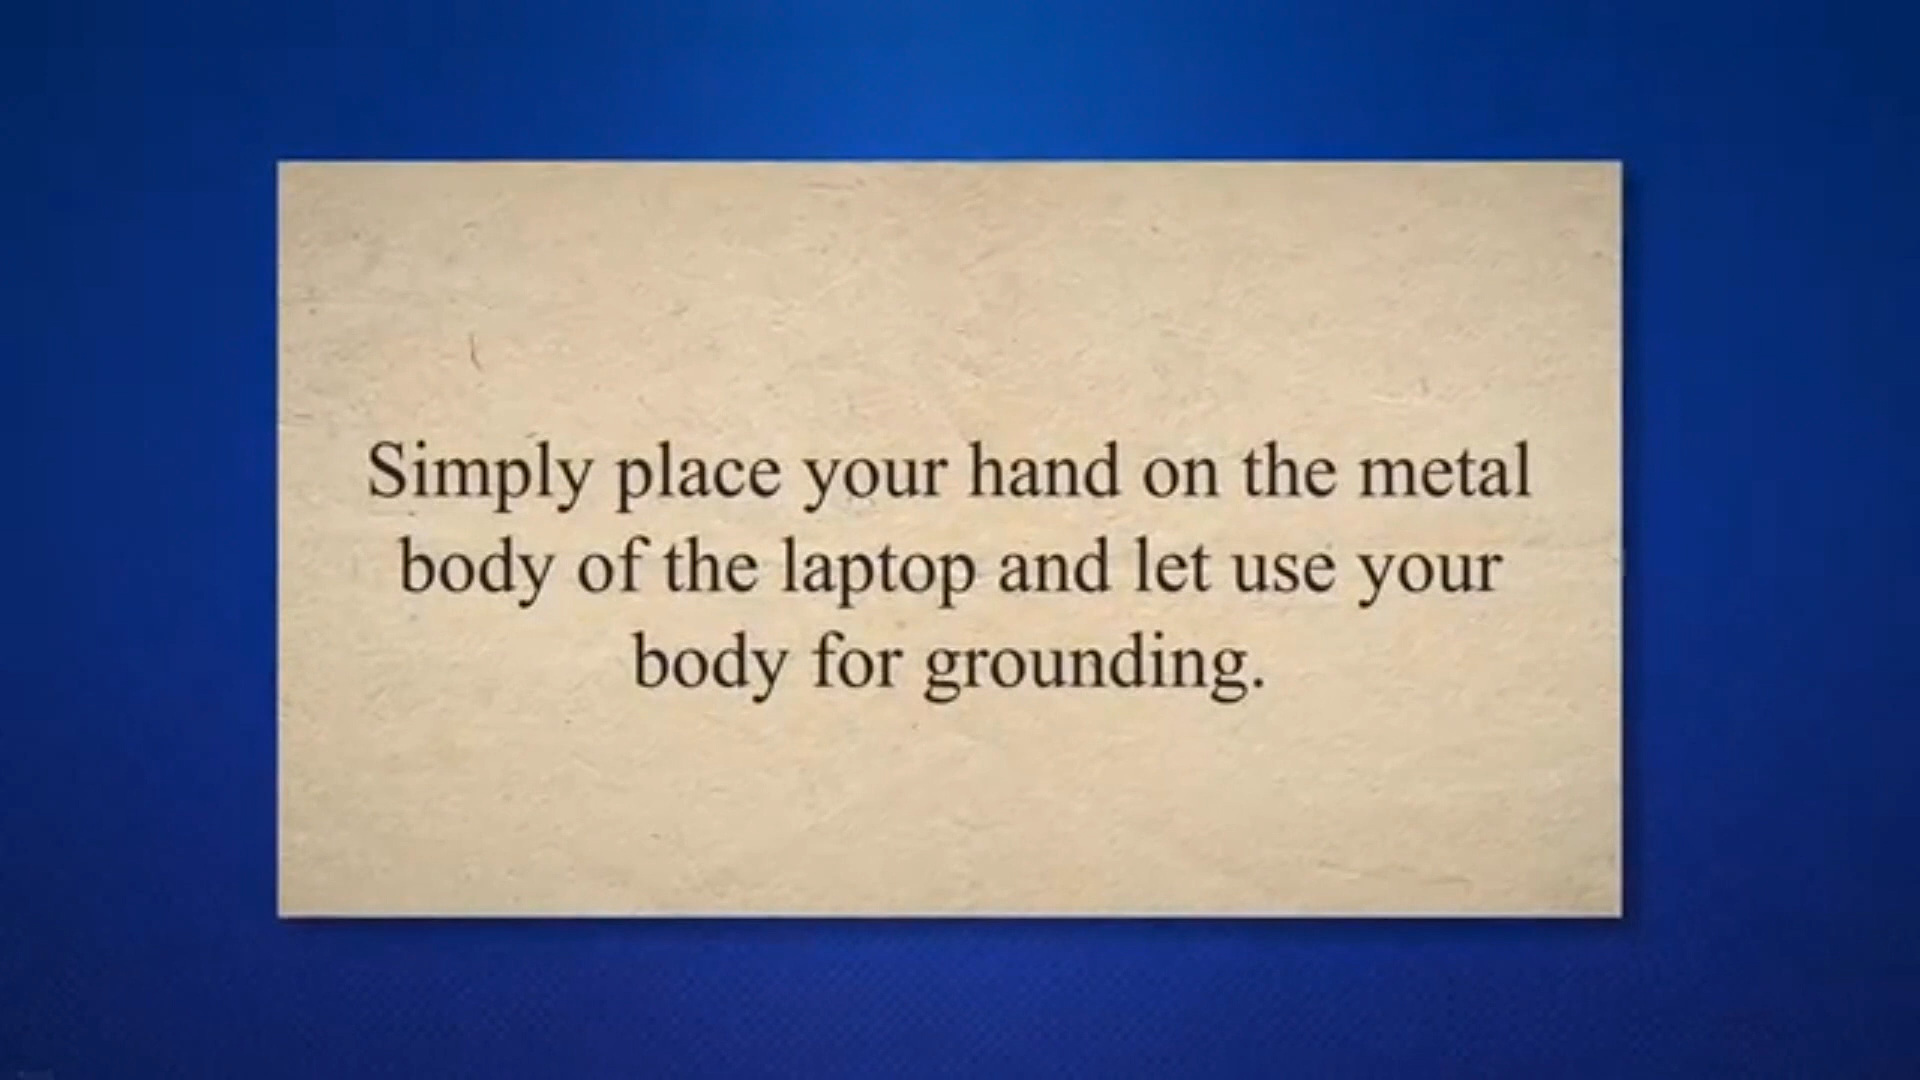 Simply place your hand on the metal
body of the laptop and let use your
body for grounding.